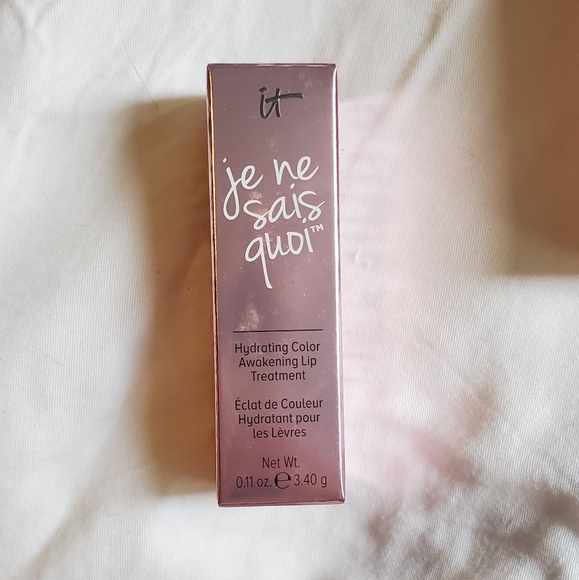 it
je ne
sais
quoi™
Hydrating Color
Awakening Lip
Treatment
Éclat de Couleur
Hydratant pour
les Lèvres
Net Wt.
0.11 oz. ℮ 3.40 g